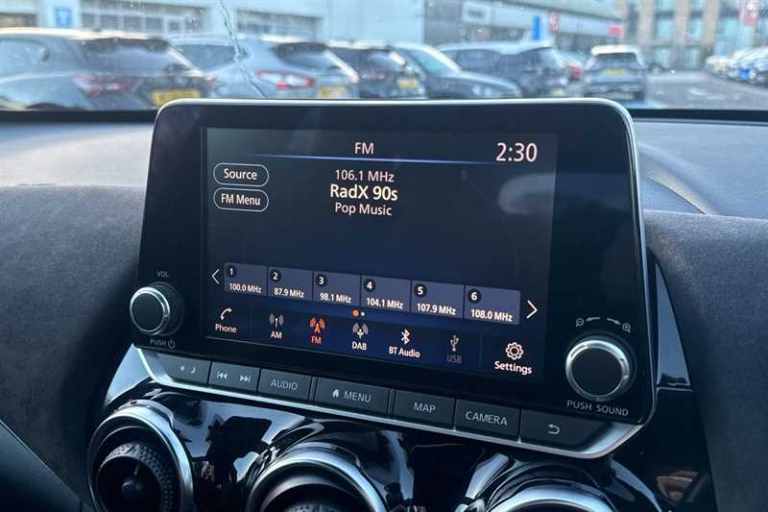 FM
2:30
Source
FM Menu
106.1 MHz
RadX 90s
Pop Music
1
100.0 MHz
2
87.9 MHz
3
98.1 MHz
4
104.1 MHz
5
107.9 MHz
6
108.0 MHz
Phone
AM
FM
DAB
BT Audio
USB
Settings
VOL
PUSH
AUDIO
MENU
MAP
CAMERA
PUSH SOUND